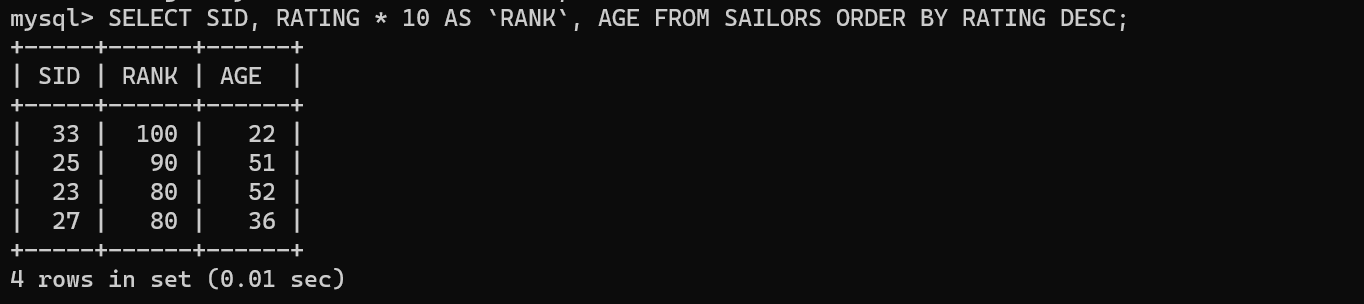 mysql> SELECT SID, RATING * 10 AS `RANK`, AGE FROM SAILORS ORDER BY RATING DESC;
+-----+------+------+
| SID | RANK | AGE  |
+-----+------+------+
|  33 |  100 |   22 |
|  25 |   90 |   51 |
|  23 |   80 |   52 |
|  27 |   80 |   36 |
+-----+------+------+
4 rows in set (0.01 sec)